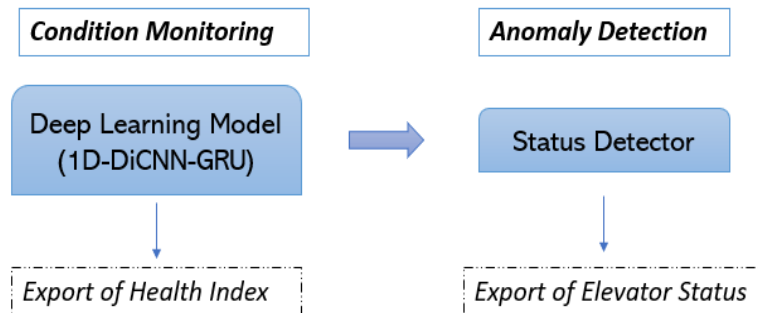 Condition Monitoring
Anomaly Detection
Deep Learning Model
(1D-DiCNN-GRU)
Status Detector
Export of Health Index
Export of Elevator Status